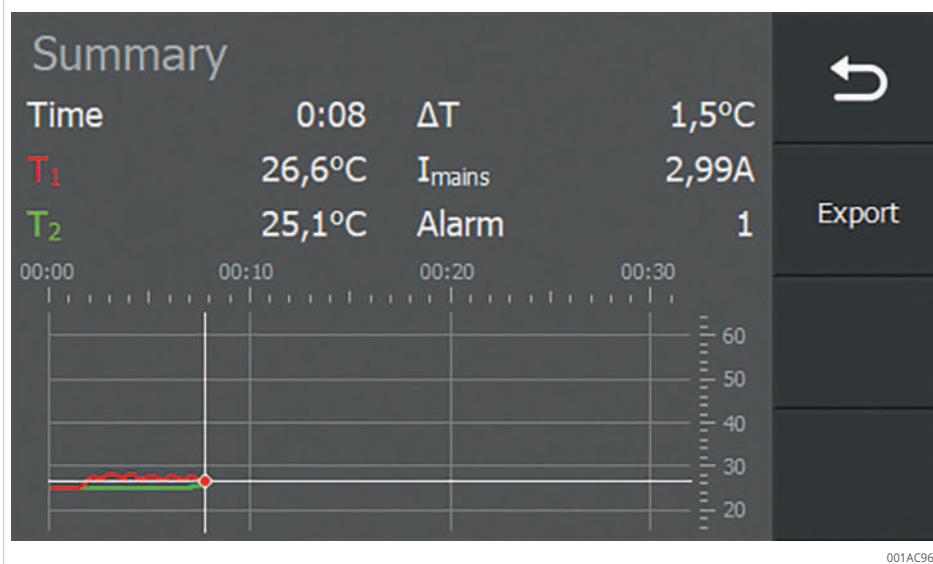 Summary
Time 0:08 ΔT 1,5°C
T1 26,6°C Imains 2,99A
T2 25,1°C Alarm 1
Export
00:00 00:10 00:20 00:30
60
50
40
30
20
001AC96